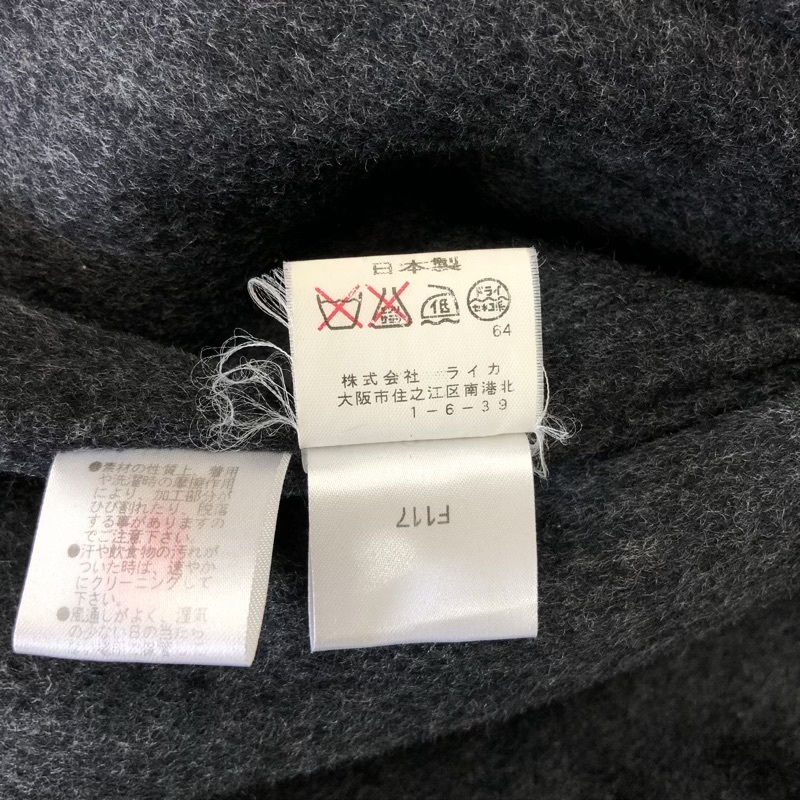 日本製
低
ドライ
セキユ系
64
株式会社 ライカ
大阪市住之江区南港北
1-6-39
F117
●素材の性質上、着用
や洗濯時の摩擦作用
により、加工部分が
ひび割れたり、脱落
する事がありますの
でご注意下さい。
●汗や飲食物の汚れが
ついた時は、速やか
にクリーニングして
下さい。
●風通しがよく、湿気
の少ない日の当たら